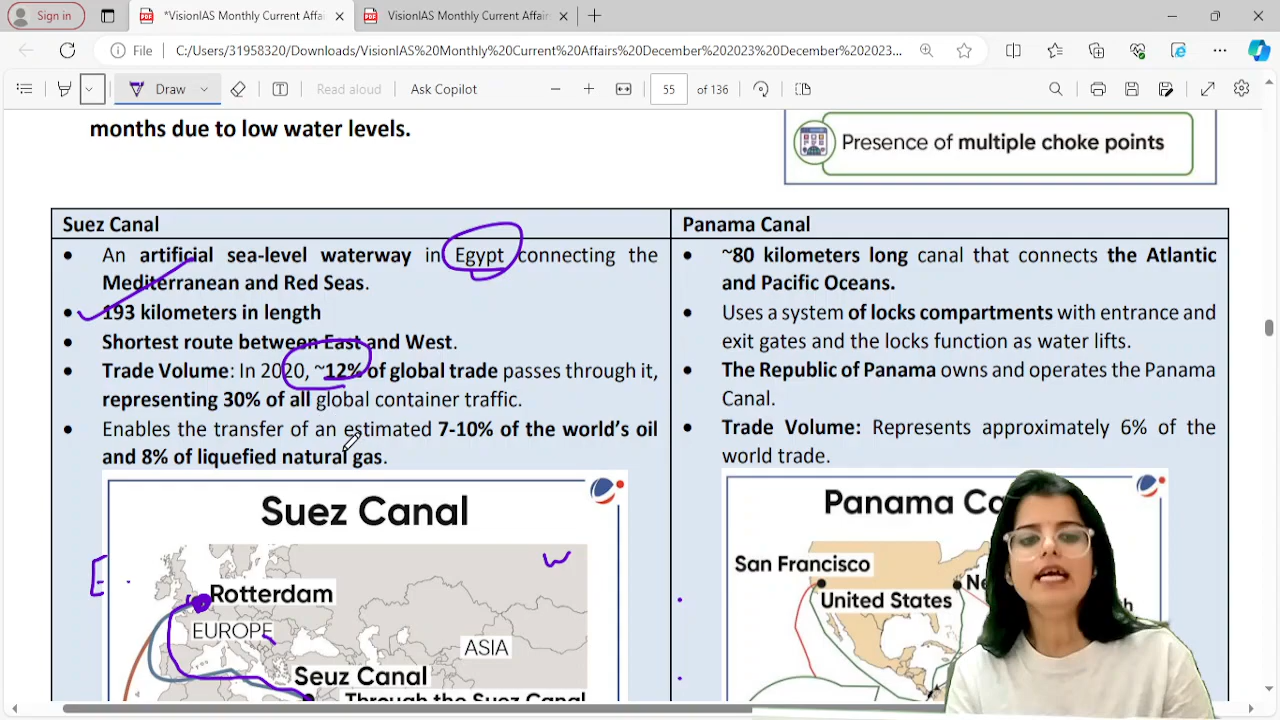 Sign in
*VisionIAS Monthly Current Affai
VisionIAS Monthly Current Affair
File
C:/Users/31958320/Downloads/VisionIAS%20Monthly%20Current%20Affairs%20December%202023%20December%202023...
Draw
Read aloud
Ask Copilot
55 of 136
months due to low water levels.
Presence of multiple choke points
Suez Canal
• An artificial sea-level waterway in Egypt connecting the
Mediterranean and Red Seas.
• 193 kilometers in length
• Shortest route between East and West.
• Trade Volume: In 2020, ~12% of global trade passes through it,
representing 30% of all global container traffic.
• Enables the transfer of an estimated 7-10% of the world's oil
and 8% of liquefied natural gas.
Suez Canal
W
E
Rotterdam
EUROPE
ASIA
Seuz Canal
Through the Suez Canal
Panama Canal
• ~80 kilometers long canal that connects the Atlantic
and Pacific Oceans.
• Uses a system of locks compartments with entrance and
exit gates and the locks function as water lifts.
• The Republic of Panama owns and operates the Panama
Canal.
• Trade Volume: Represents approximately 6% of the
world trade.
Panama Ca
San Francisco
United States